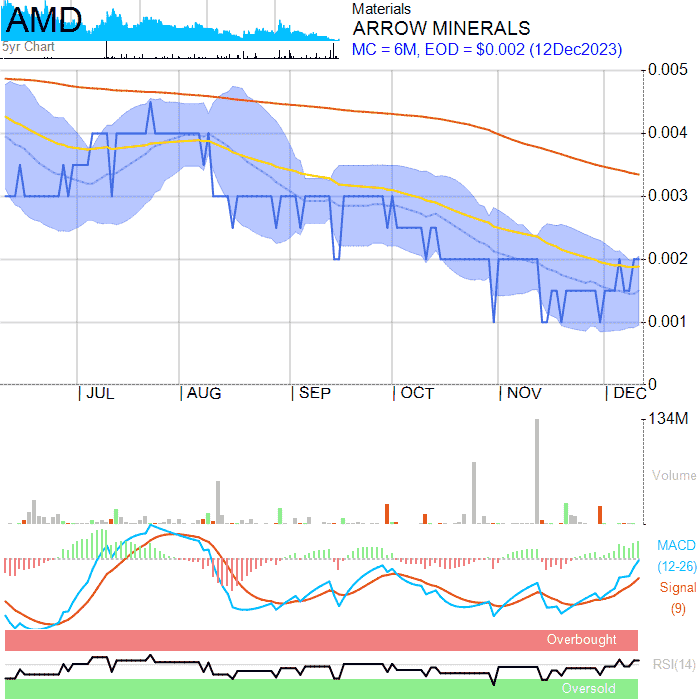 AMD
5yr Chart
Materials
ARROW MINERALS
MC = 6M, EOD = $0.002 (12Dec2023)
0.005
0.004
0.003
0.002
0.001
0
JUL
AUG
SEP
OCT
NOV
DEC
134M
Volume
MACD
(12-26)
Signal
(9)
Overbought
RSI(14)
Oversold